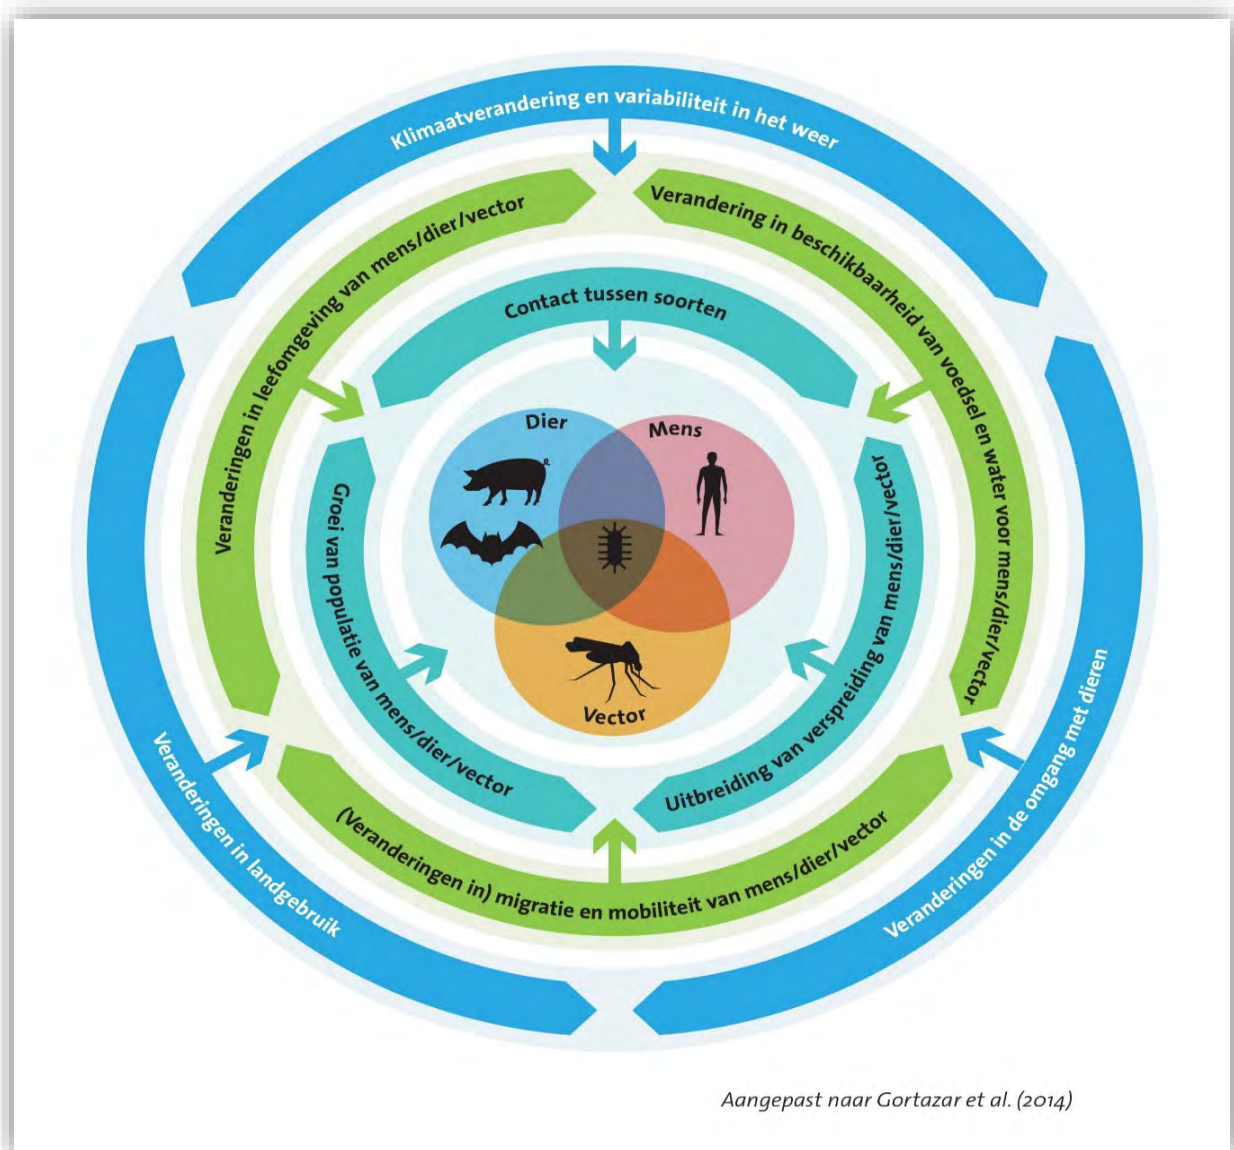 Klimaatverandering en variabiliteit in het weer
Veranderingen in leefomgeving van mens/dier/vector
Verandering in beschikbaarheid van voedsel en water voor mens/dier/vector
Contact tussen soorten
Dier
Mens
Groei van populatie van mens/dier/vector
Uitbreiding van verspreiding van mens/dier/vector
Vector
Veranderingen in landgebruik
(Veranderingen in) migratie en mobiliteit van mens/dier/vector
Veranderingen in de omgang met dieren
Aangepast naar Gortazar et al. (2014)